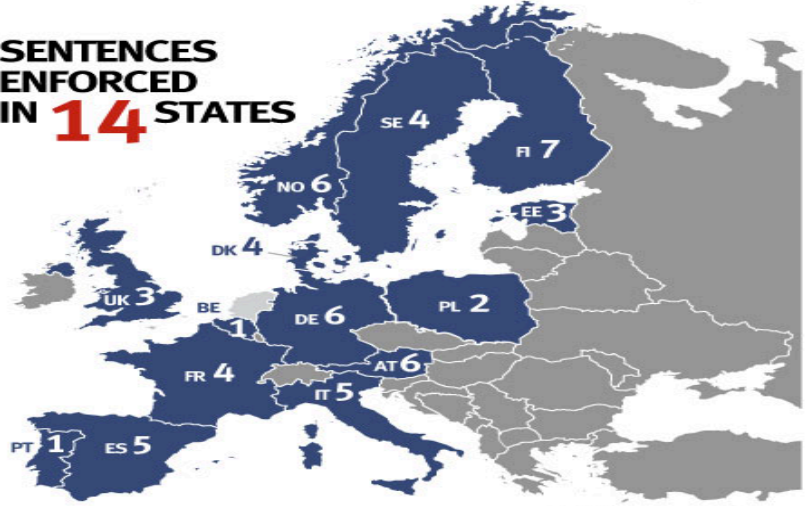 SENTENCES
ENFORCED
IN 14 STATES
SE 4
FI 7
NO 6
EE 3
DK 4
UK 3
BE
1
DE 6
PL 2
FR 4
AT 6
IT 5
PT 1
ES 5